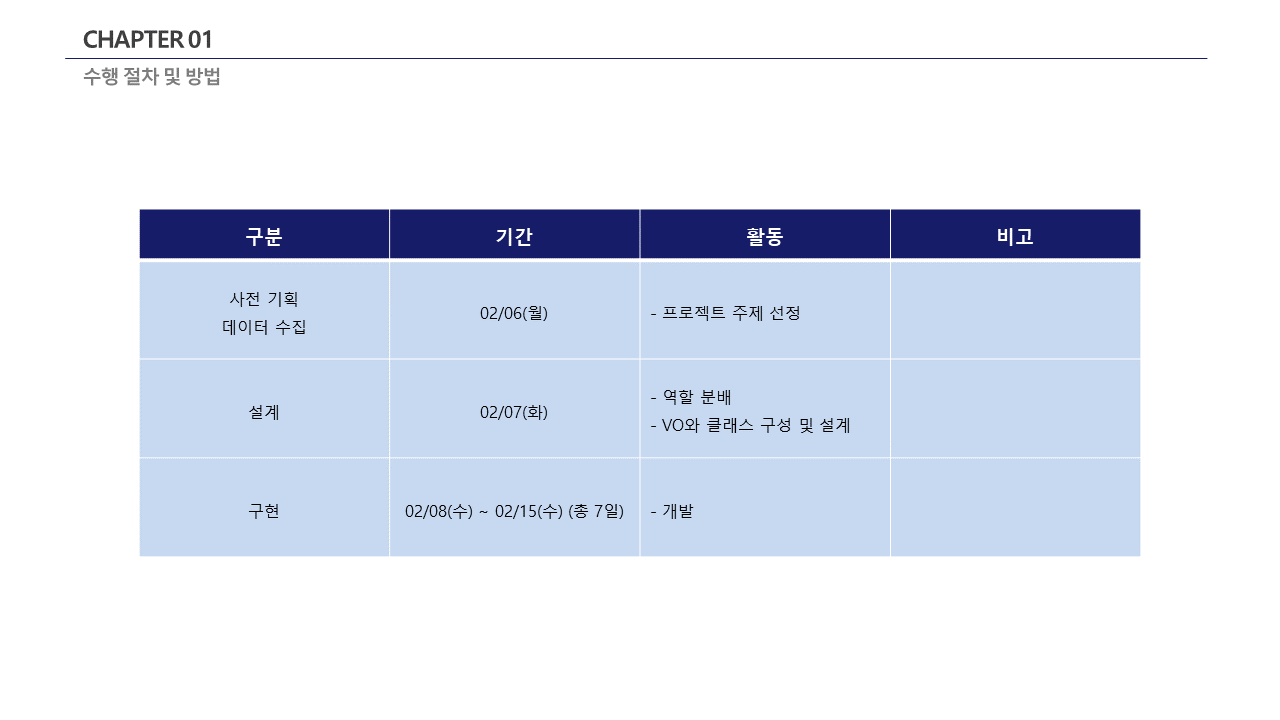 CHAPTER 01
수행 절차 및 방법
구분 기간 활동 비고
사전 기획
데이터 수집
02/06(월)
- 프로젝트 주제 선정
설계
02/07(화)
- 역할 분배
- VO와 클래스 구성 및 설계
구현
02/08(수) ~ 02/15(수) (총 7일)
- 개발